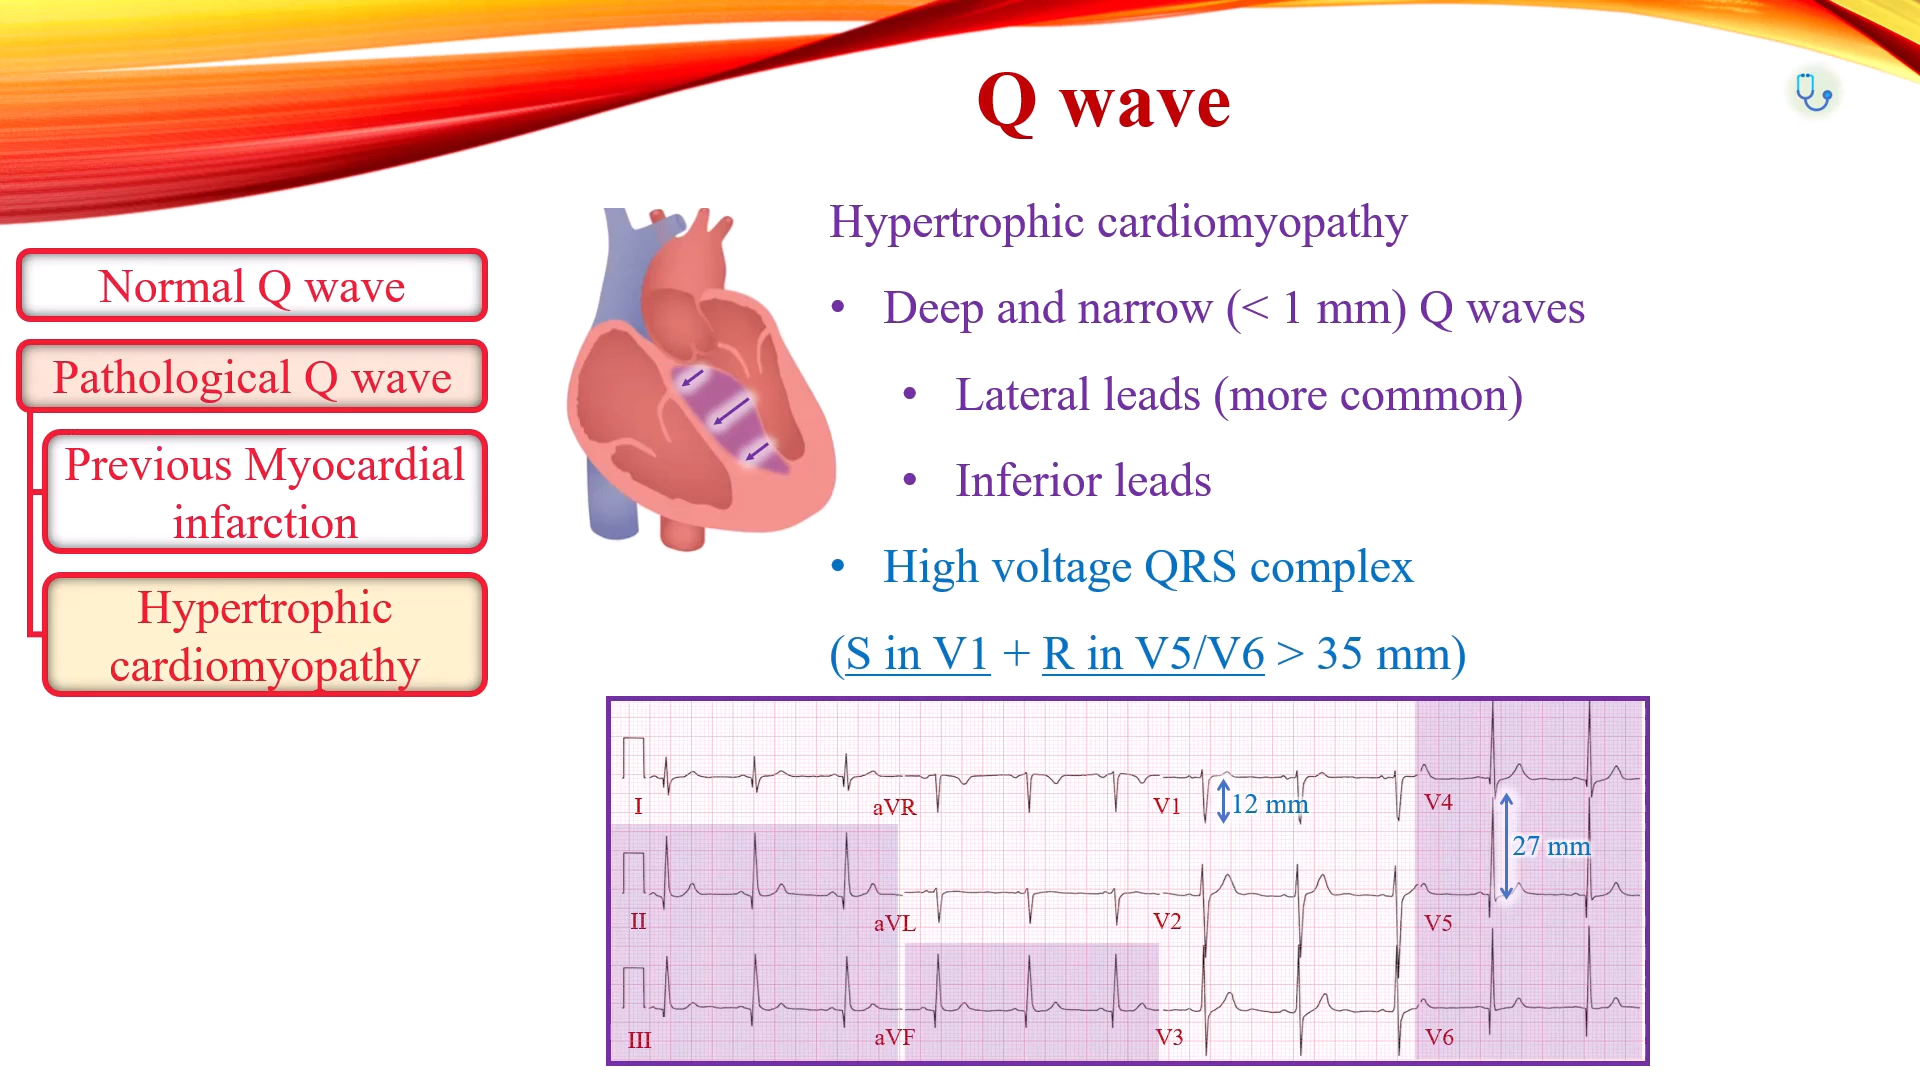 Q wave
Normal Q wave
Pathological Q wave
Previous Myocardial
infarction
Hypertrophic
cardiomyopathy
Hypertrophic cardiomyopathy
• Deep and narrow (< 1 mm) Q waves
• Lateral leads (more common)
• Inferior leads
• High voltage QRS complex
(S in V1 + R in V5/V6 > 35 mm)
I aVR V1 12 mm V4
27 mm
II aVL V2 V5
III aVF V3 V6